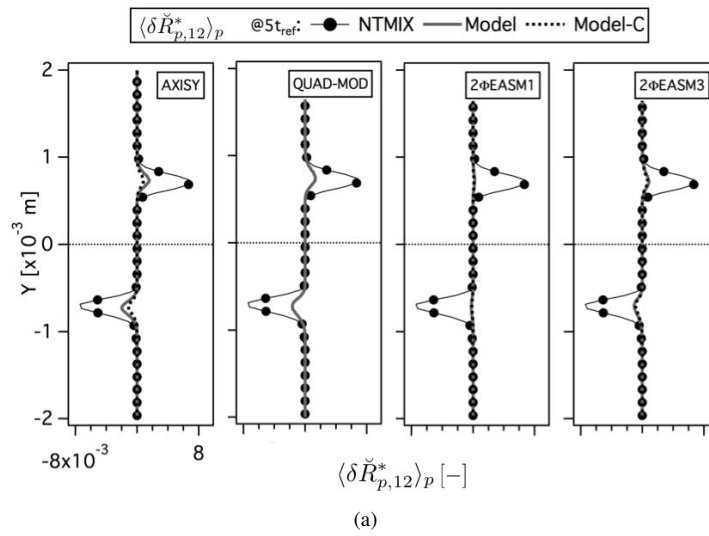 ⟨δR̆*p,12⟩p @5tref: NTMIX Model Model-C
AXISY QUAD-MOD 2ΦEASM1 2ΦEASM3
2
1
0
-1
-2
Y [x10⁻³ m]
-8x10⁻³ 8
⟨δR̆*p,12⟩p [−]
(a)